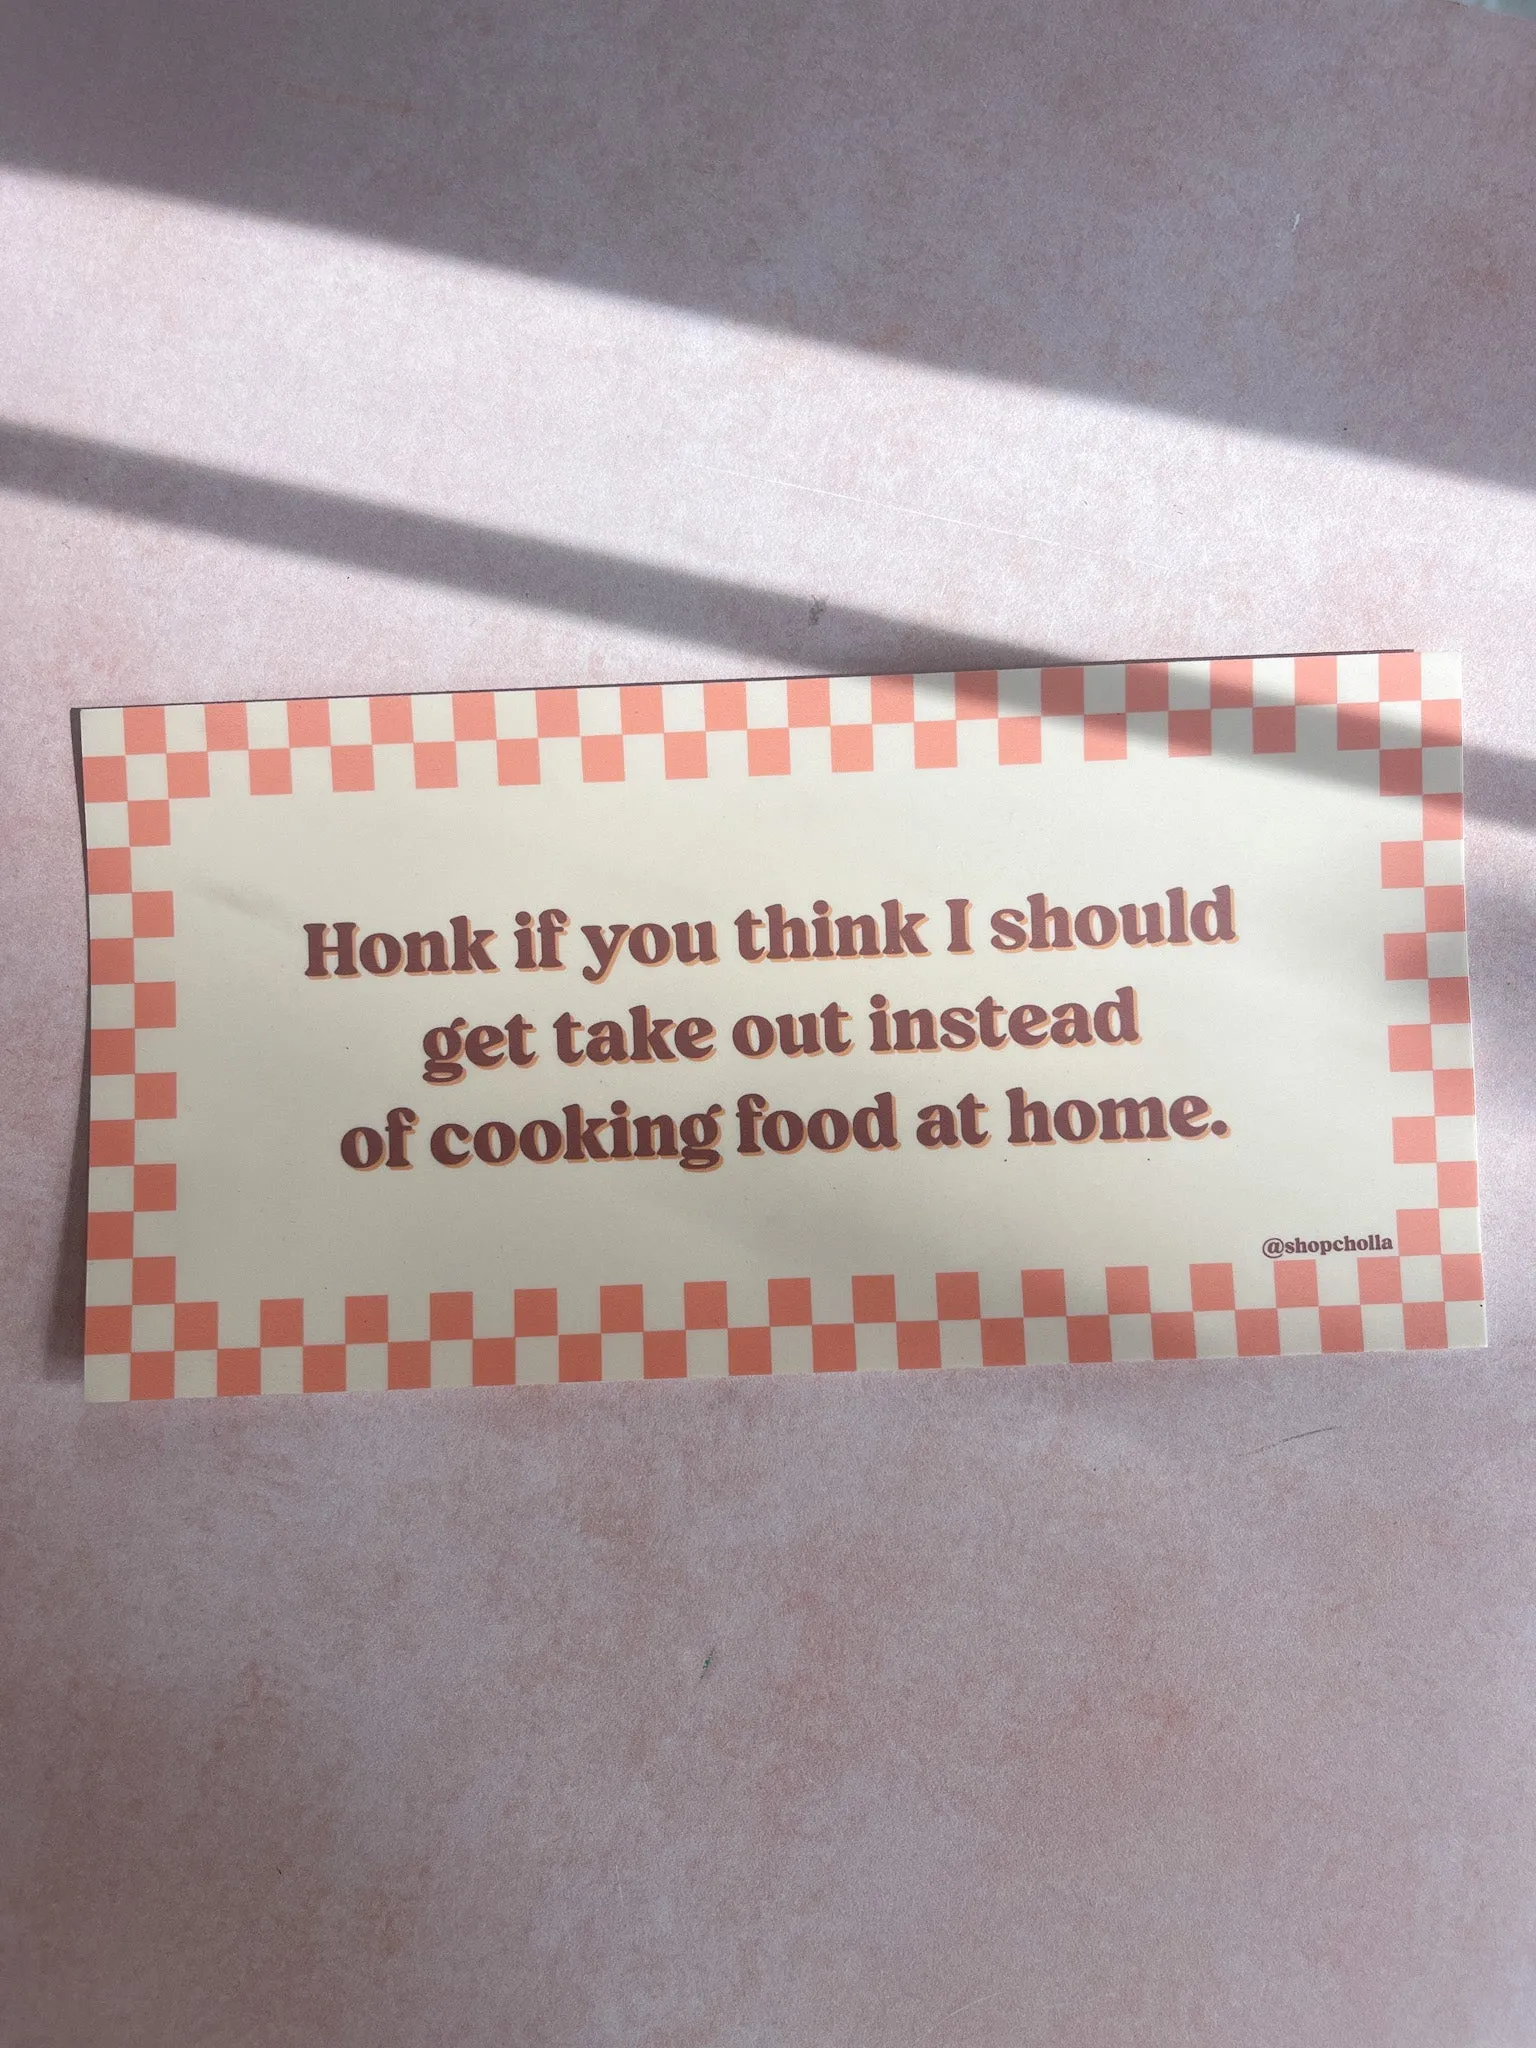 Honk if you think I should
get take out instead
of cooking food at home.
@shopcholla